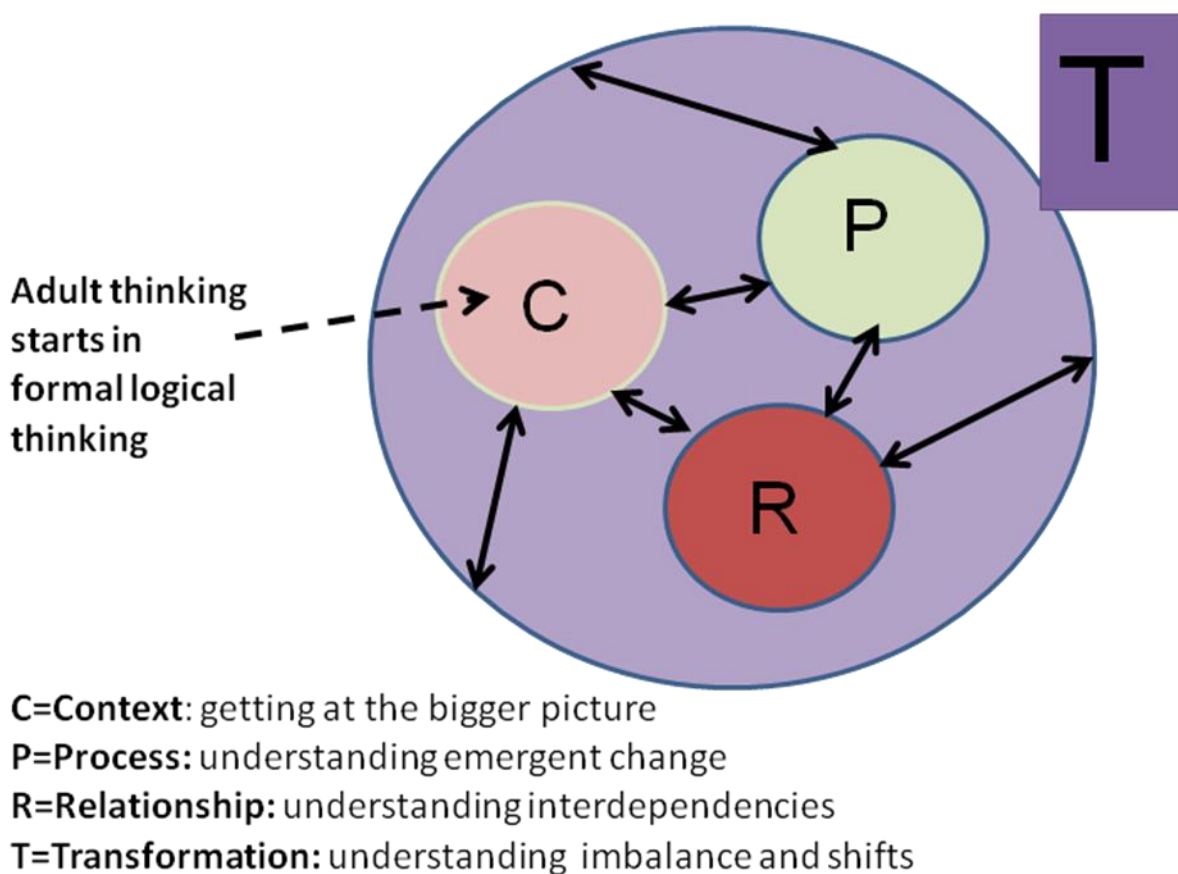 T
P
C
R
Adult thinking
starts in
formal logical
thinking
C=Context: getting at the bigger picture
P=Process: understanding emergent change
R=Relationship: understanding interdependencies
T=Transformation: understanding imbalance and shifts